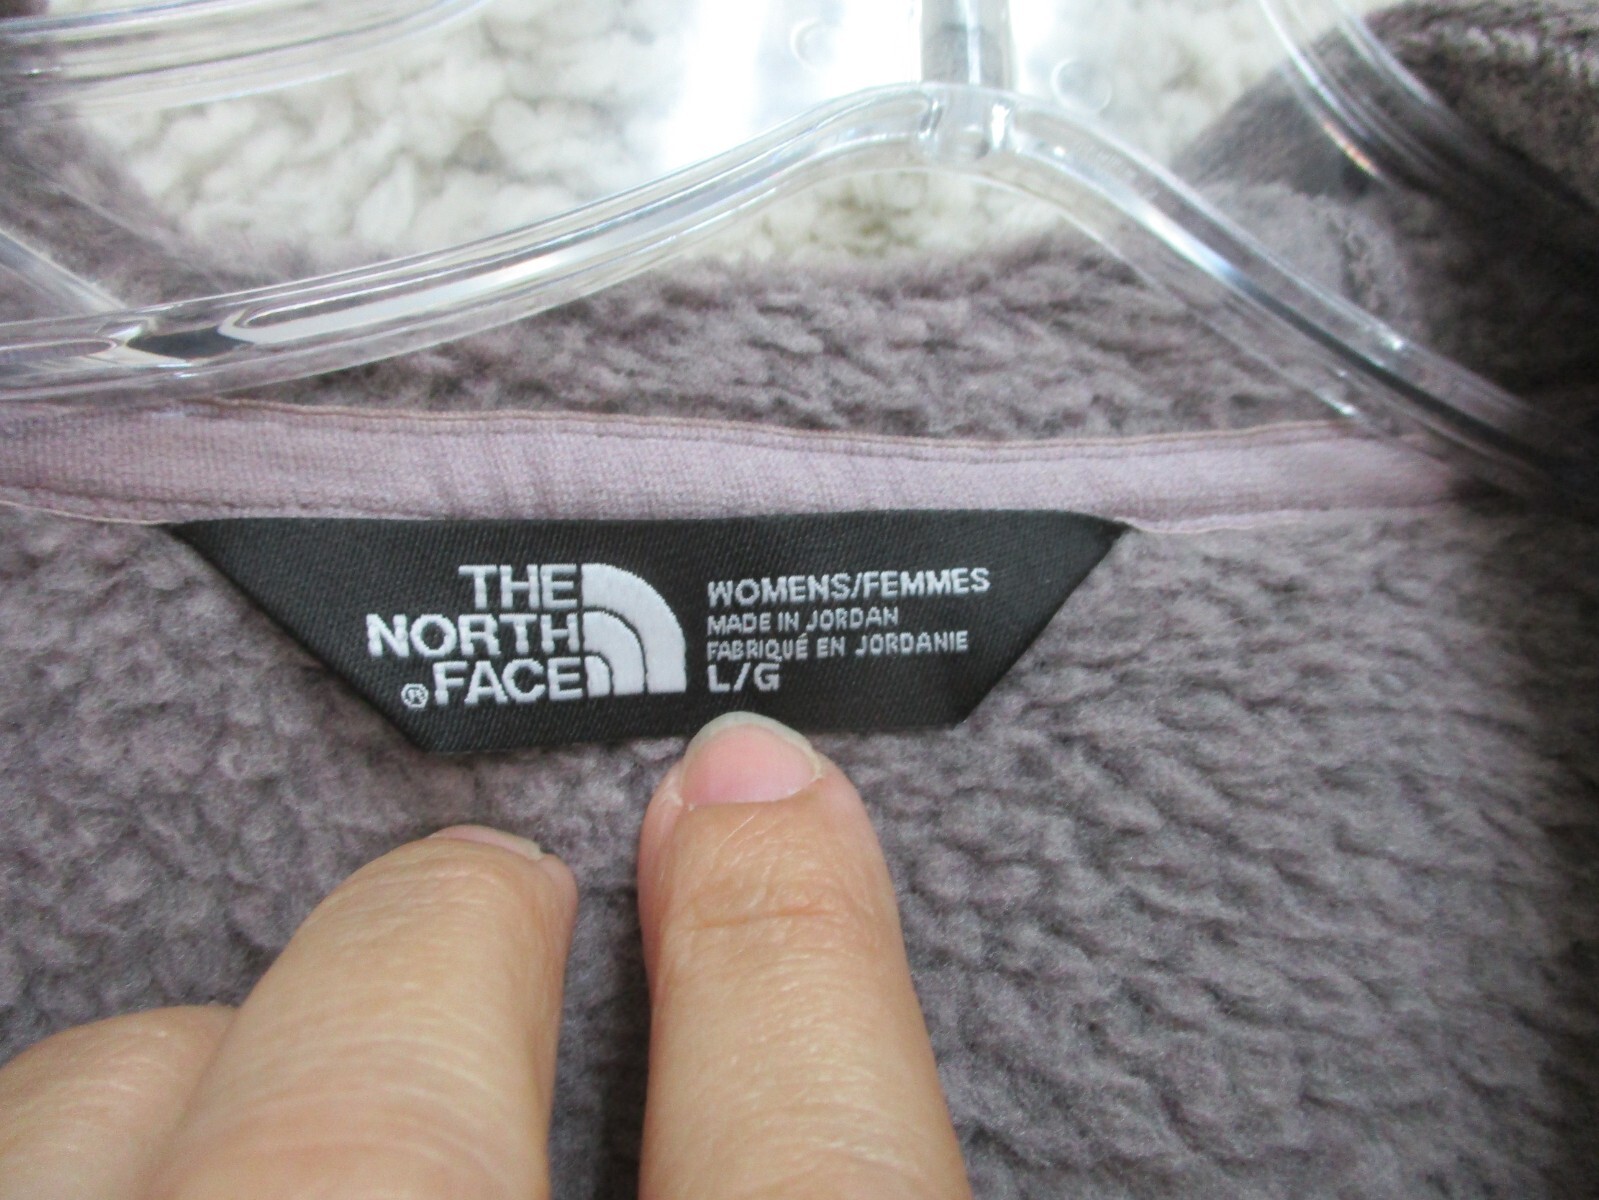 THE
NORTH
®FACE
WOMENS/FEMMES
MADE IN JORDAN
FABRIQUÉ EN JORDANIE
L/G